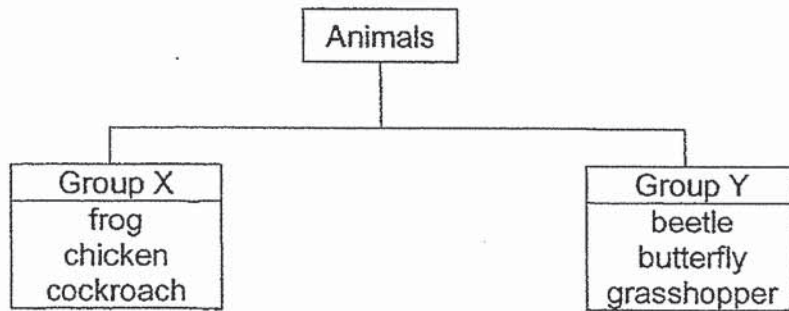 Animals
Group X
frog
chicken
cockroach
Group Y
beetle
butterfly
grasshopper